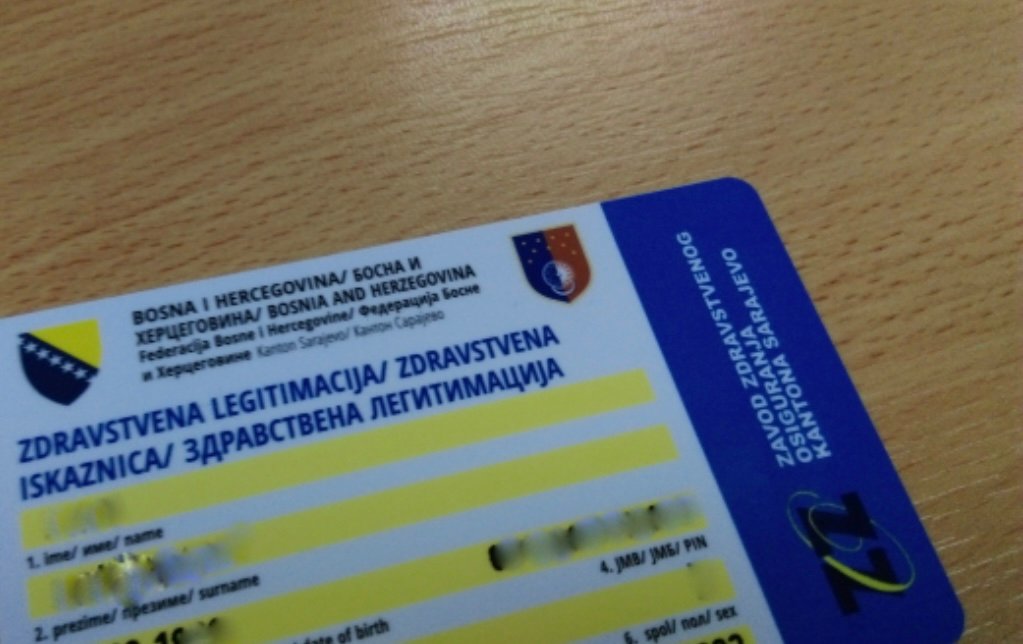 BOSNA I HERCEGOVINA/ БОСНА И
ХЕРЦЕГОВИНА/ BOSNIA AND HERZEGOVINA
Federacija Bosne i Hercegovine/ Федерација Босне
и Херцеговине Kanton Sarajevo/ Кантон Сарајево
ZDRAVSTVENA LEGITIMACIJA/ ZDRAVSTVENA
ISKAZNICA/ ЗДРАВСТВЕНА ЛЕГИТИМАЦИЈА
1. ime/ име/ name
2. prezime/ презиме/ surname
4. JMB/ ЈМБ/ PIN
date of birth
6. spol/ пол/ sex
ZAVOD ZDRAVSTVENOG
OSIGURANJA
KANTONA SARAJEVO